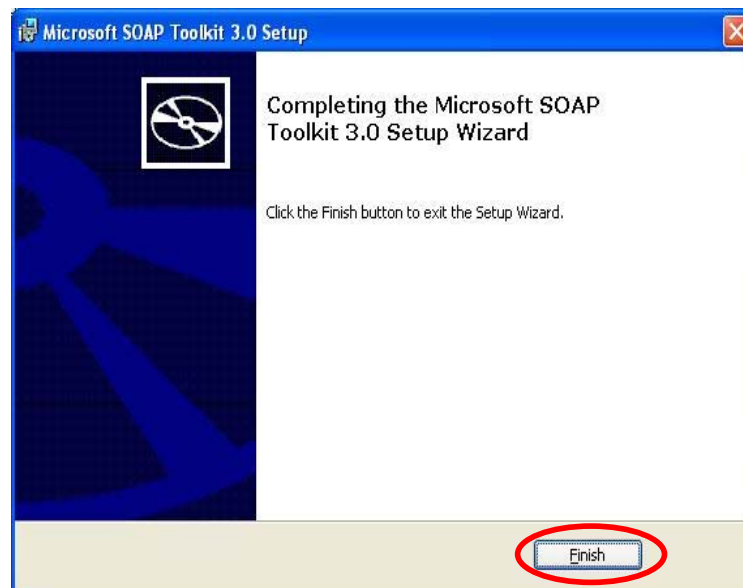 Microsoft SOAP Toolkit 3.0 Setup
Completing the Microsoft SOAP
Toolkit 3.0 Setup Wizard
Click the Finish button to exit the Setup Wizard.
Finish